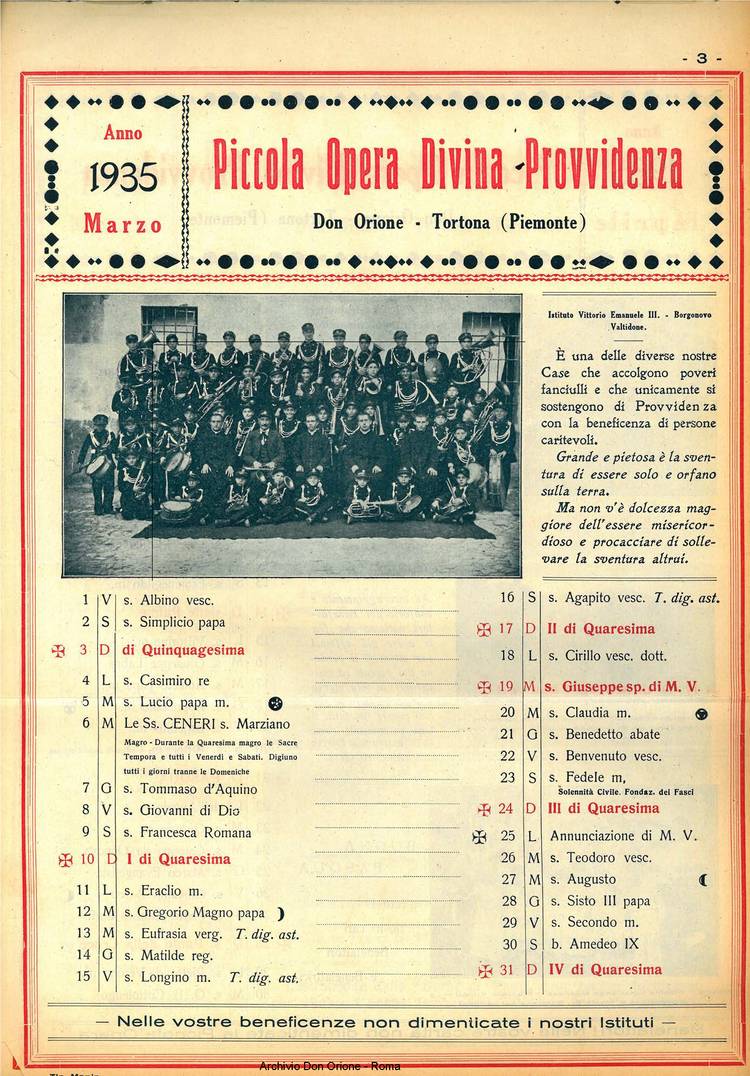 - 3 -
Anno
1935
Marzo
Piccola Opera Divina Provvidenza
Don Orione - Tortona (Piemonte)
Istituto Vittorio Emanuele III. - Borgonovo
Valtidone.
È una delle diverse nostre
Case che accolgono poveri
fanciulli e che unicamente si
sostengono di Provvidenza
con la beneficenza di persone
caritevoli.
Grande e pietosa è la sven-
tura di essere solo e orfano
sulla terra.
Ma non v'è dolcezza mag-
giore dell'essere misericor-
dioso e procacciare di solle-
vare la sventura altrui.
1 V s. Albino vesc.
2 S s. Simplicio papa
3 D di Quinquagesima
4 L s. Casimiro re
5 M s. Lucio papa m.
6 M Le Ss. CENERI s. Marziano
Magro - Durante la Quaresima magro le Sacre
Tempora e tutti i Venerdi e Sabati. Digiuno
tutti i giorni tranne le Domeniche
7 G s. Tommaso d'Aquino
8 V s. Giovanni di Dio
9 S s. Francesca Romana
10 D I di Quaresima
11 L s. Eraclio m.
12 M s. Gregorio Magno papa
13 M s. Eufrasia verg. T. dig. ast.
14 G s. Matilde reg.
15 V s. Longino m. T. dig. ast.
16 S s. Agapito vesc. T. dig. ast.
17 D II di Quaresima
18 L s. Cirillo vesc. dott.
19 M s. Giuseppe sp. di M. V.
20 M s. Claudia m.
21 G s. Benedetto abate
22 V s. Benvenuto vesc.
23 S s. Fedele m,
Solennità Civile. Fondaz. dei Fasci
24 D III di Quaresima
25 L Annunciazione di M. V.
26 M s. Teodoro vesc.
27 M s. Augusto
28 G s. Sisto III papa
29 V s. Secondo m.
30 S b. Amedeo IX
31 D IV di Quaresima
— Nelle vostre beneficenze non dimenticate i nostri Istituti —
Archivio Don Orione - Roma